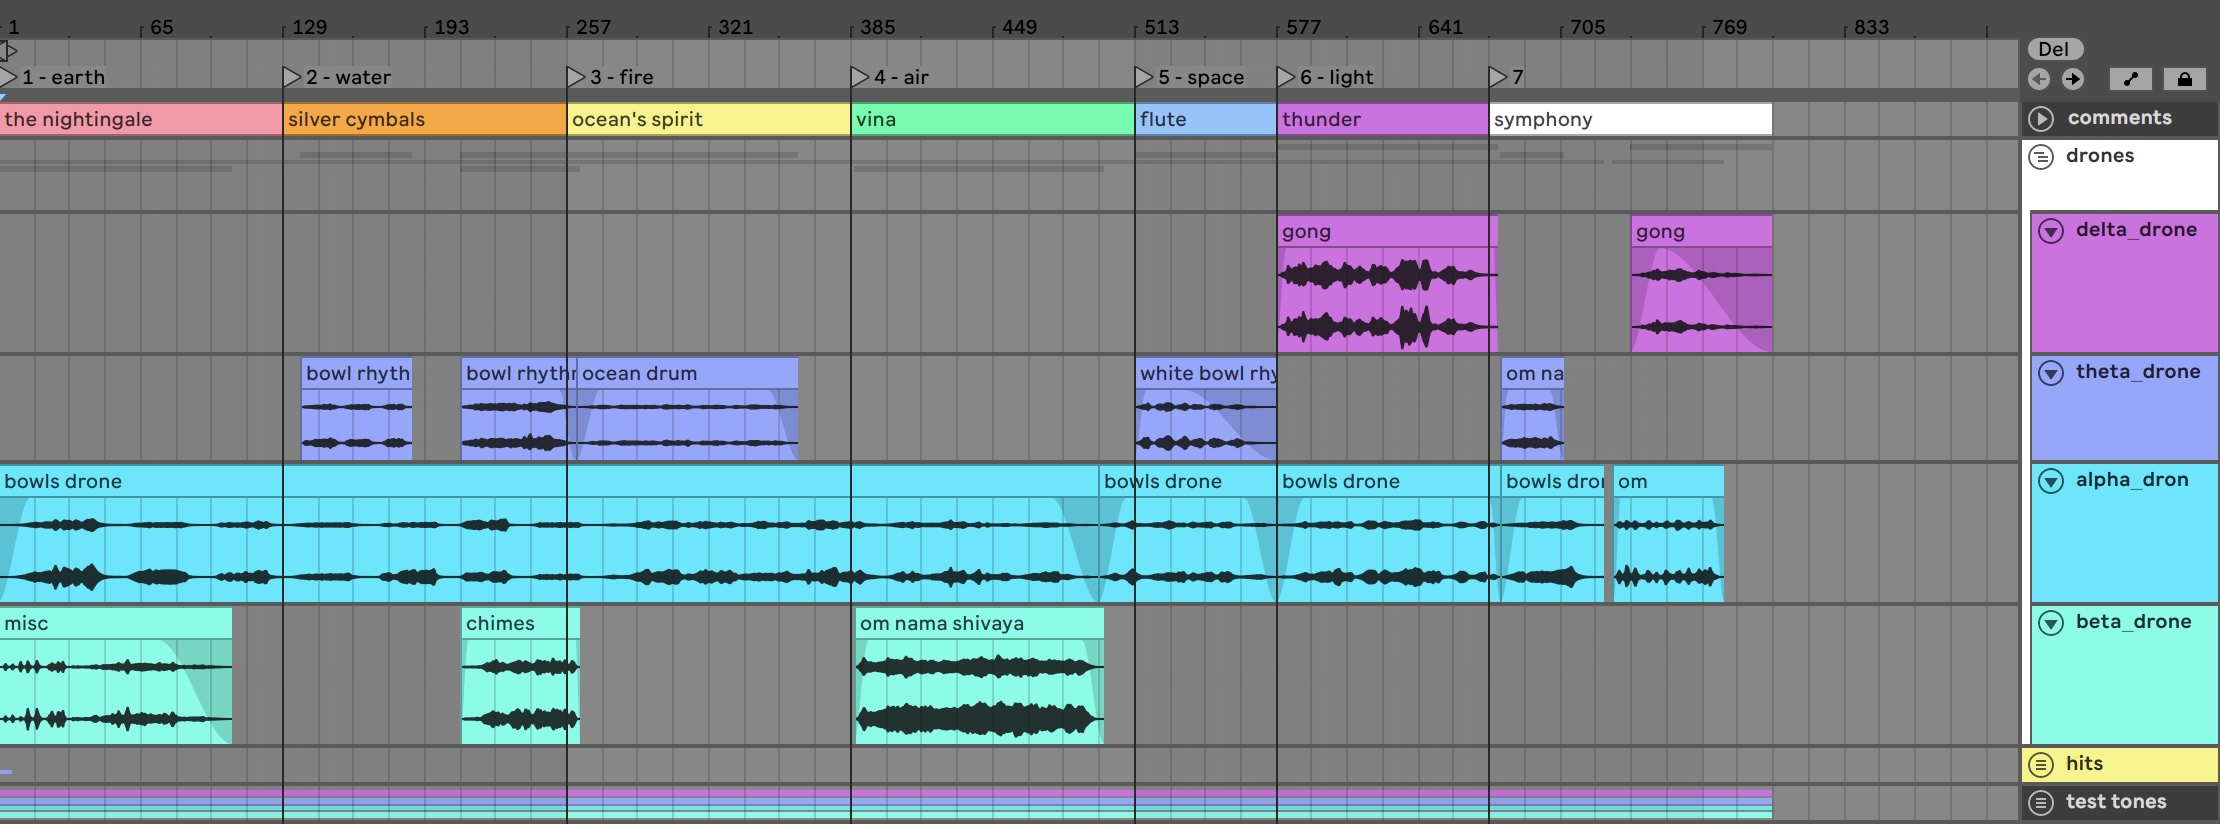 1 65 129 193 257 321 385 449 513 577 641 705 769 833
Del
1 - earth 2 - water 3 - fire 4 - air 5 - space 6 - light 7
the nightingale silver cymbals ocean's spirit vina flute thunder symphony comments
drones
gong gong delta_drone
bowl rhyth bowl rhythr ocean drum white bowl rhy om na theta_drone
bowls drone bowls drone bowls drone bowls dror om alpha_dron
misc chimes om nama shivaya beta_drone
hits
test tones